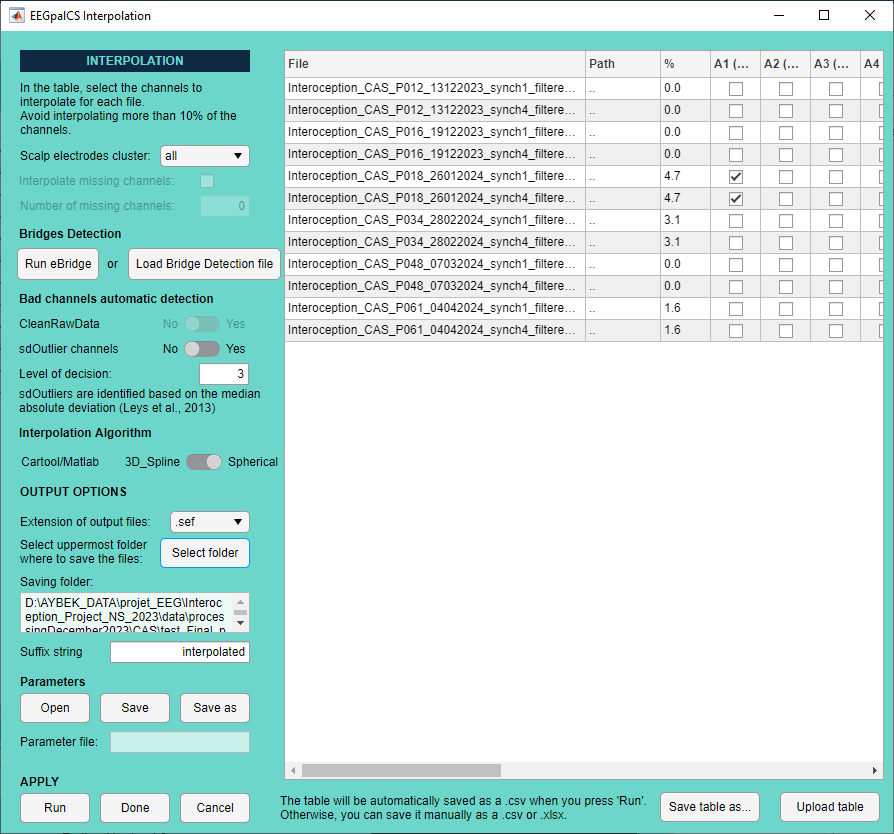 EEGpalCS Interpolation
INTERPOLATION
In the table, select the channels to
interpolate for each file.
Avoid interpolating more than 10% of the
channels.
Scalp electrodes cluster: all
Interpolate missing channels:
Number of missing channels: 0
Bridges Detection
Run eBridge or Load Bridge Detection file
Bad channels automatic detection
CleanRawData No Yes
sdOutlier channels No Yes
Level of decision: 3
sdOutliers are identified based on the median
absolute deviation (Leys et al., 2013)
Interpolation Algorithm
Cartool/Matlab 3D_Spline Spherical
OUTPUT OPTIONS
Extension of output files: .sef
Select uppermost folder
where to save the files: Select folder
Saving folder:
D:\AYBEK_DATA\projet_EEG\Interoc
eption_Project_NS_2023\data\proce
ssingDecember2023\CAS\test_Final_p
Suffix string interpolated
Parameters
Open Save Save as
Parameter file:
APPLY
Run Done Cancel
File Path % A1 (... A2 (... A3 (... A4
Interoception_CAS_P012_13122023_synch1_filtere... .. 0.0
Interoception_CAS_P012_13122023_synch4_filtere... .. 0.0
Interoception_CAS_P016_19122023_synch1_filtere... .. 0.0
Interoception_CAS_P016_19122023_synch4_filtere... .. 0.0
Interoception_CAS_P018_26012024_synch1_filtere... .. 4.7
Interoception_CAS_P018_26012024_synch4_filtere... .. 4.7
Interoception_CAS_P034_28022024_synch1_filtere... .. 3.1
Interoception_CAS_P034_28022024_synch4_filtere... .. 3.1
Interoception_CAS_P048_07032024_synch1_filtere... .. 0.0
Interoception_CAS_P048_07032024_synch4_filtere... .. 0.0
Interoception_CAS_P061_04042024_synch1_filtere... .. 1.6
Interoception_CAS_P061_04042024_synch4_filtere... .. 1.6
The table will be automatically saved as a .csv when you press 'Run'.
Otherwise, you can save it manually as a .csv or .xlsx.
Save table as... Upload table